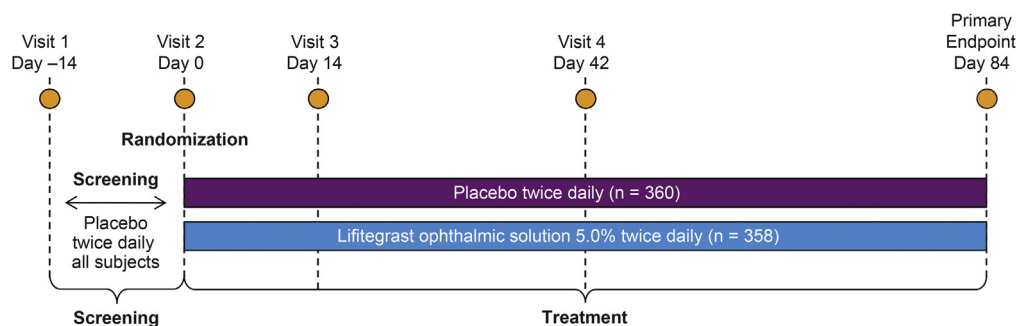 Visit 1
Day –14
Visit 2
Day 0
Visit 3
Day 14
Visit 4
Day 42
Primary
Endpoint
Day 84
Randomization
Screening
Placebo
twice daily
all subjects
Placebo twice daily (n = 360)
Lifitegrast ophthalmic solution 5.0% twice daily (n = 358)
Screening
Treatment